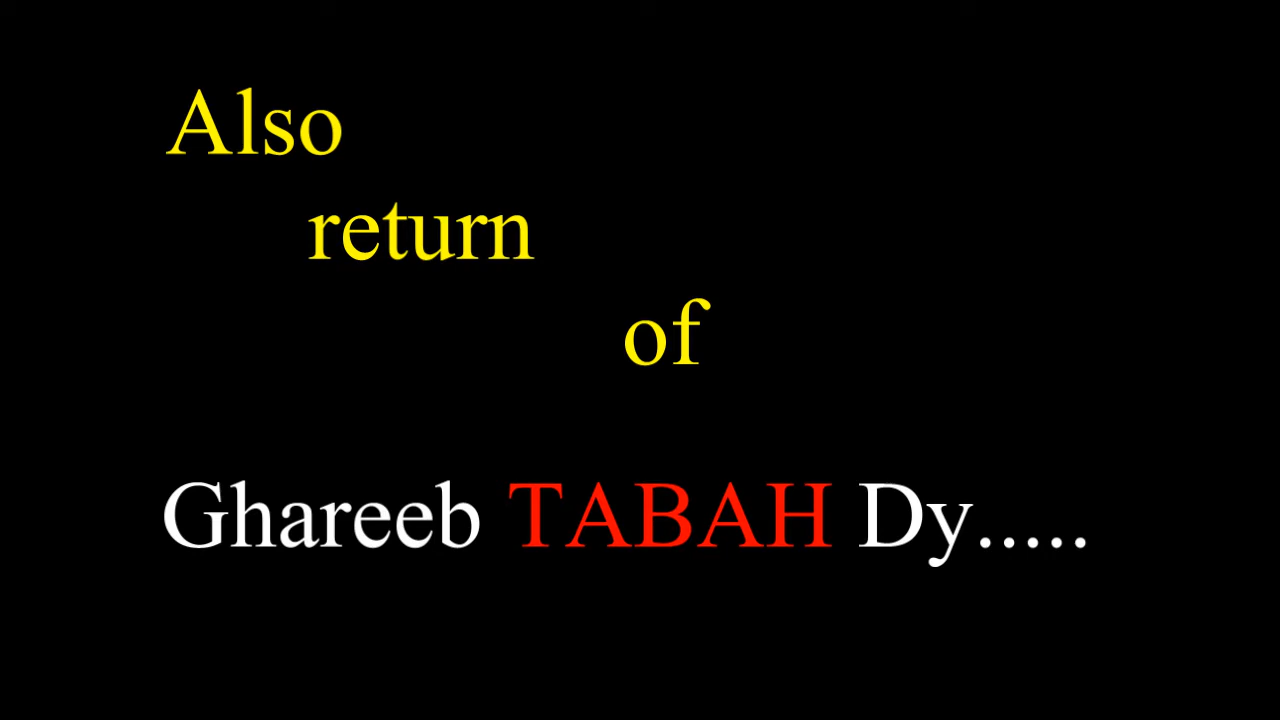 Also
return
of
Ghareeb TABAH Dy.....